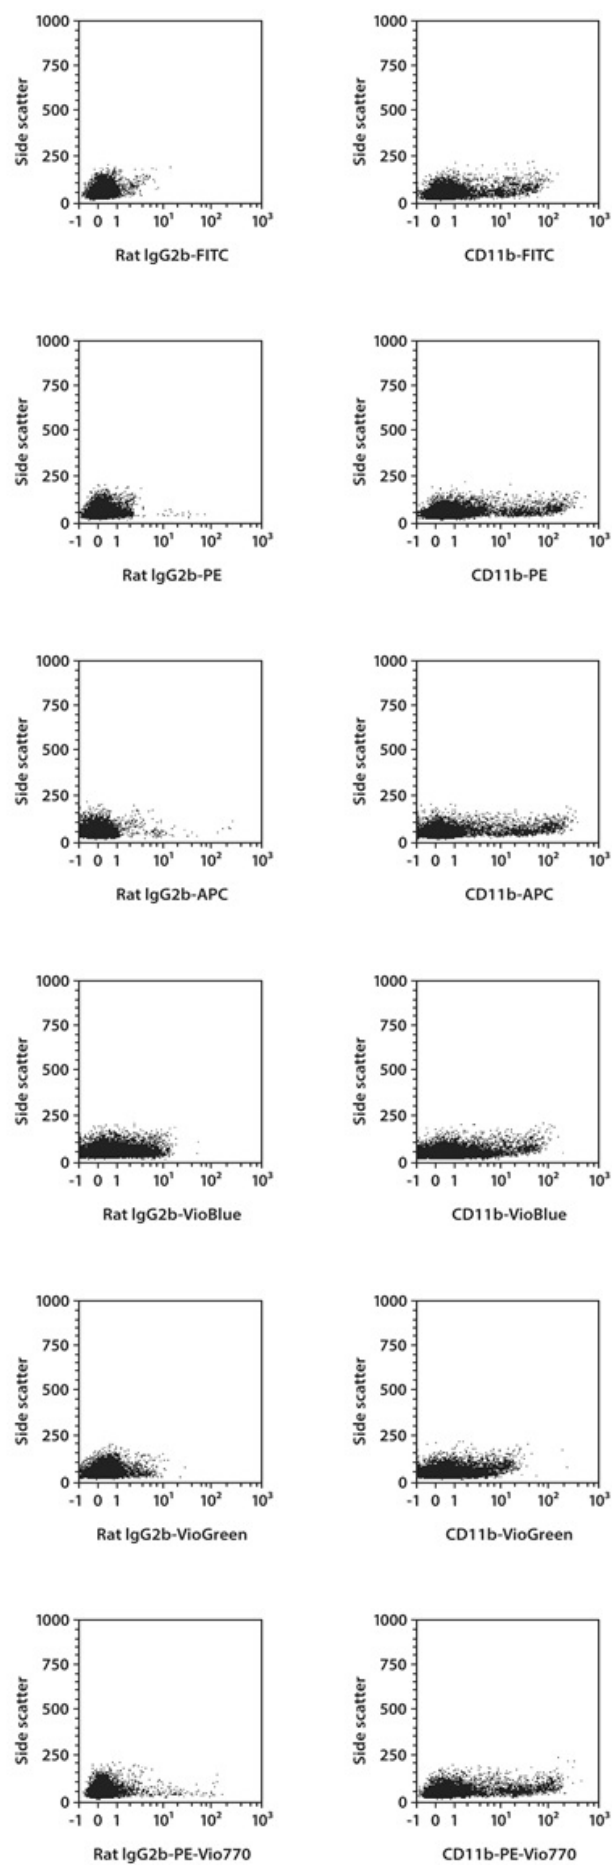 1000 1000
750 750
500 500
250 250
0 0
Side scatter Side scatter
-1 0 1 10¹ 10² 10³ -1 0 1 10¹ 10² 10³
Rat IgG2b-FITC CD11b-FITC
1000 1000
750 750
500 500
250 250
0 0
Side scatter Side scatter
-1 0 1 10¹ 10² 10³ -1 0 1 10¹ 10² 10³
Rat IgG2b-PE CD11b-PE
1000 1000
750 750
500 500
250 250
0 0
Side scatter Side scatter
-1 0 1 10¹ 10² 10³ -1 0 1 10¹ 10² 10³
Rat IgG2b-APC CD11b-APC
1000 1000
750 750
500 500
250 250
0 0
Side scatter Side scatter
-1 0 1 10¹ 10² 10³ -1 0 1 10¹ 10² 10³
Rat IgG2b-VioBlue CD11b-VioBlue
1000 1000
750 750
500 500
250 250
0 0
Side scatter Side scatter
-1 0 1 10¹ 10² 10³ -1 0 1 10¹ 10² 10³
Rat IgG2b-VioGreen CD11b-VioGreen
1000 1000
750 750
500 500
250 250
0 0
Side scatter Side scatter
-1 0 1 10¹ 10² 10³ -1 0 1 10¹ 10² 10³
Rat IgG2b-PE-Vio770 CD11b-PE-Vio770